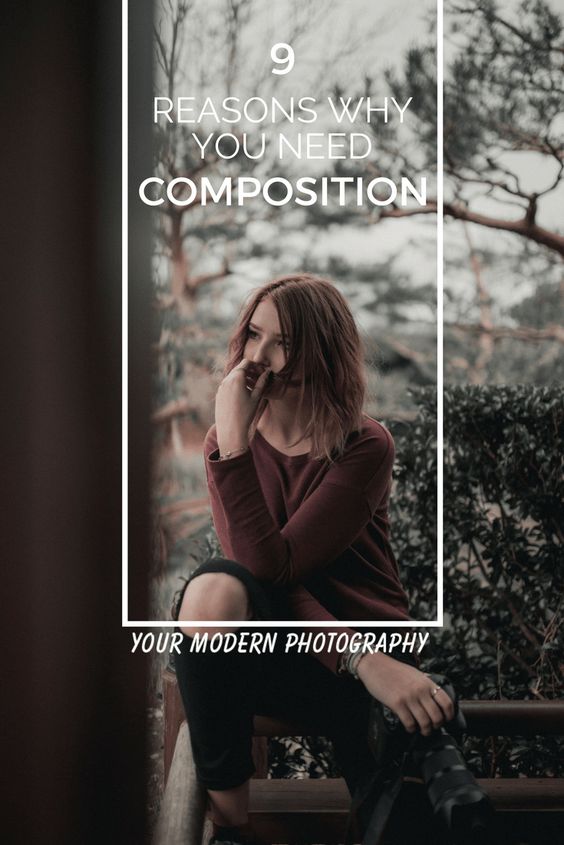 9
REASONS WHY
YOU NEED
COMPOSITION
YOUR MODERN PHOTOGRAPHY